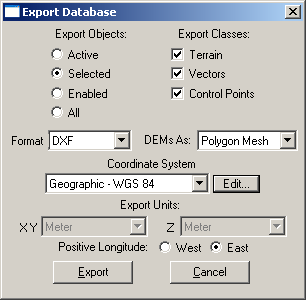 Export Database
Export Objects: Export Classes:
Active Terrain
Selected Vectors
Enabled Control Points
All
Format DXF DEMs As: Polygon Mesh
Coordinate System
Geographic - WGS 84 Edit...
Export Units:
XY Meter Z Meter
Positive Longitude: West East
Export Cancel